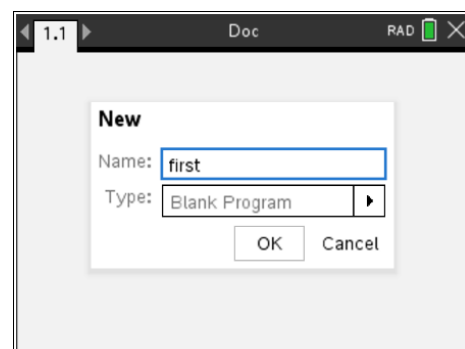 1.1 Doc RAD
New
Name: first
Type: Blank Program
OK Cancel